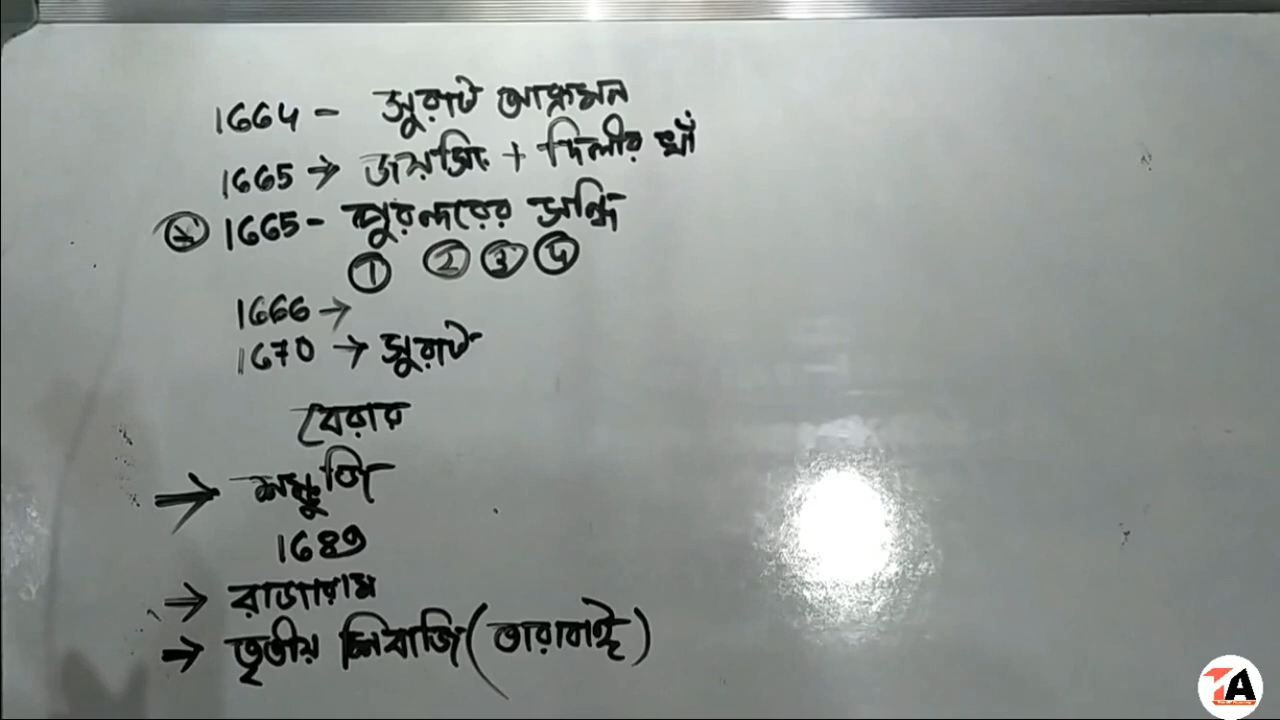 1664 - সুরাট আক্রমন
1665 → জয়সিং + দিলীর খাঁ
1665 - পুরন্দরের সন্ধি
① ② ③ ④
1666 →
1670 → সুরাট
বেরার
→ শম্ভুজি
1689
→ রাজারাম
→ তৃতীয় শিবাজি (তারাবাঈ)